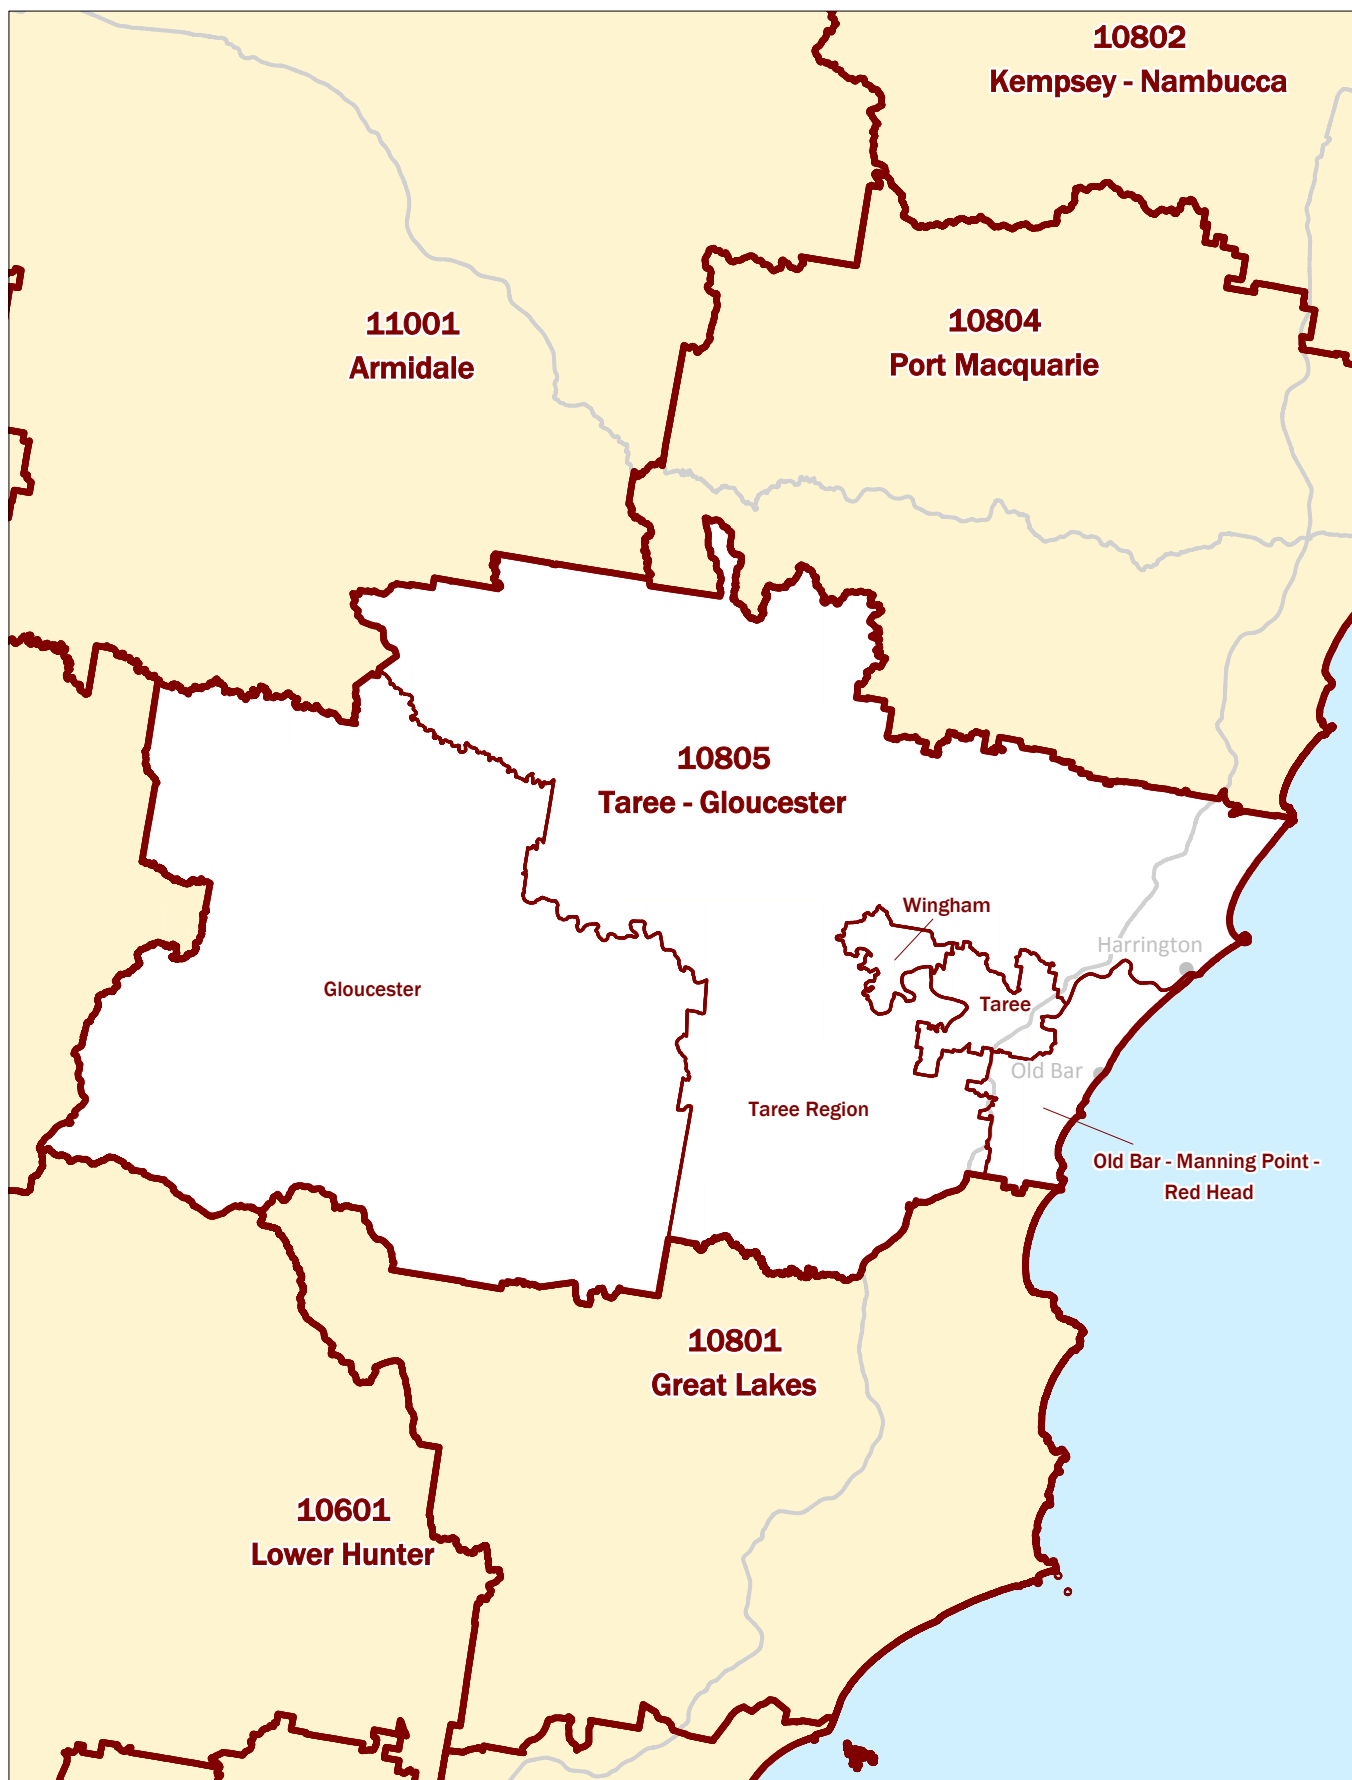 10802
Kempsey - Nambucca
11001
Armidale
10804
Port Macquarie
10805
Taree - Gloucester
Wingham
Harrington
Gloucester
Taree
Old Bar
Taree Region
Old Bar - Manning Point -
Red Head
10801
Great Lakes
10601
Lower Hunter